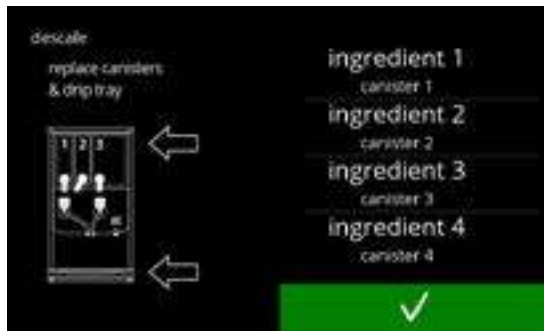 descale
replace canisters
& drip tray
1 2 3
ingredient 1
canister 1
ingredient 2
canister 2
ingredient 3
canister 3
ingredient 4
canister 4